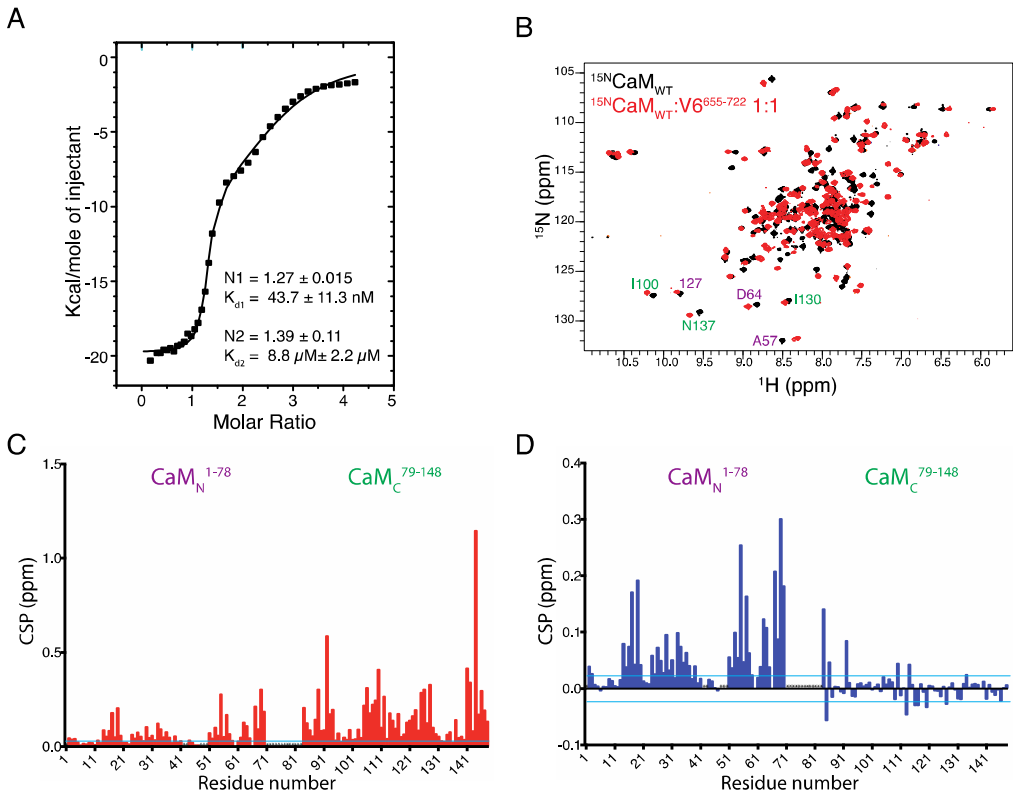 A
0
-5
-10
-15
-20
Kcal/mole of injectant
N1 = 1.27 ± 0.015
Kd1 = 43.7 ± 11.3 nM
N2 = 1.39 ± 0.11
Kd2 = 8.8 µM± 2.2 µM
0 1 2 3 4 5
Molar Ratio
B
15NCaMWT
15NCaMWT:V6655-722 1:1
105
110
115
120
125
130
15N (ppm)
I100
127
D64
I130
N137
A57
10.5 10.0 9.5 9.0 8.5 8.0 7.5 7.0 6.5 6.0
1H (ppm)
C
CaMN1-78 CaMC79-148
1.5
1.0
0.5
0.0
CSP (ppm)
1 11 21 31 41 51 61 71 81 91 101 111 121 131 141
Residue number
D
CaMN1-78 CaMC79-148
0.4
0.3
0.2
0.1
0.0
-0.1
CSP (ppm)
1 11 21 31 41 51 61 71 81 91 101 111 121 131 141
Residue number